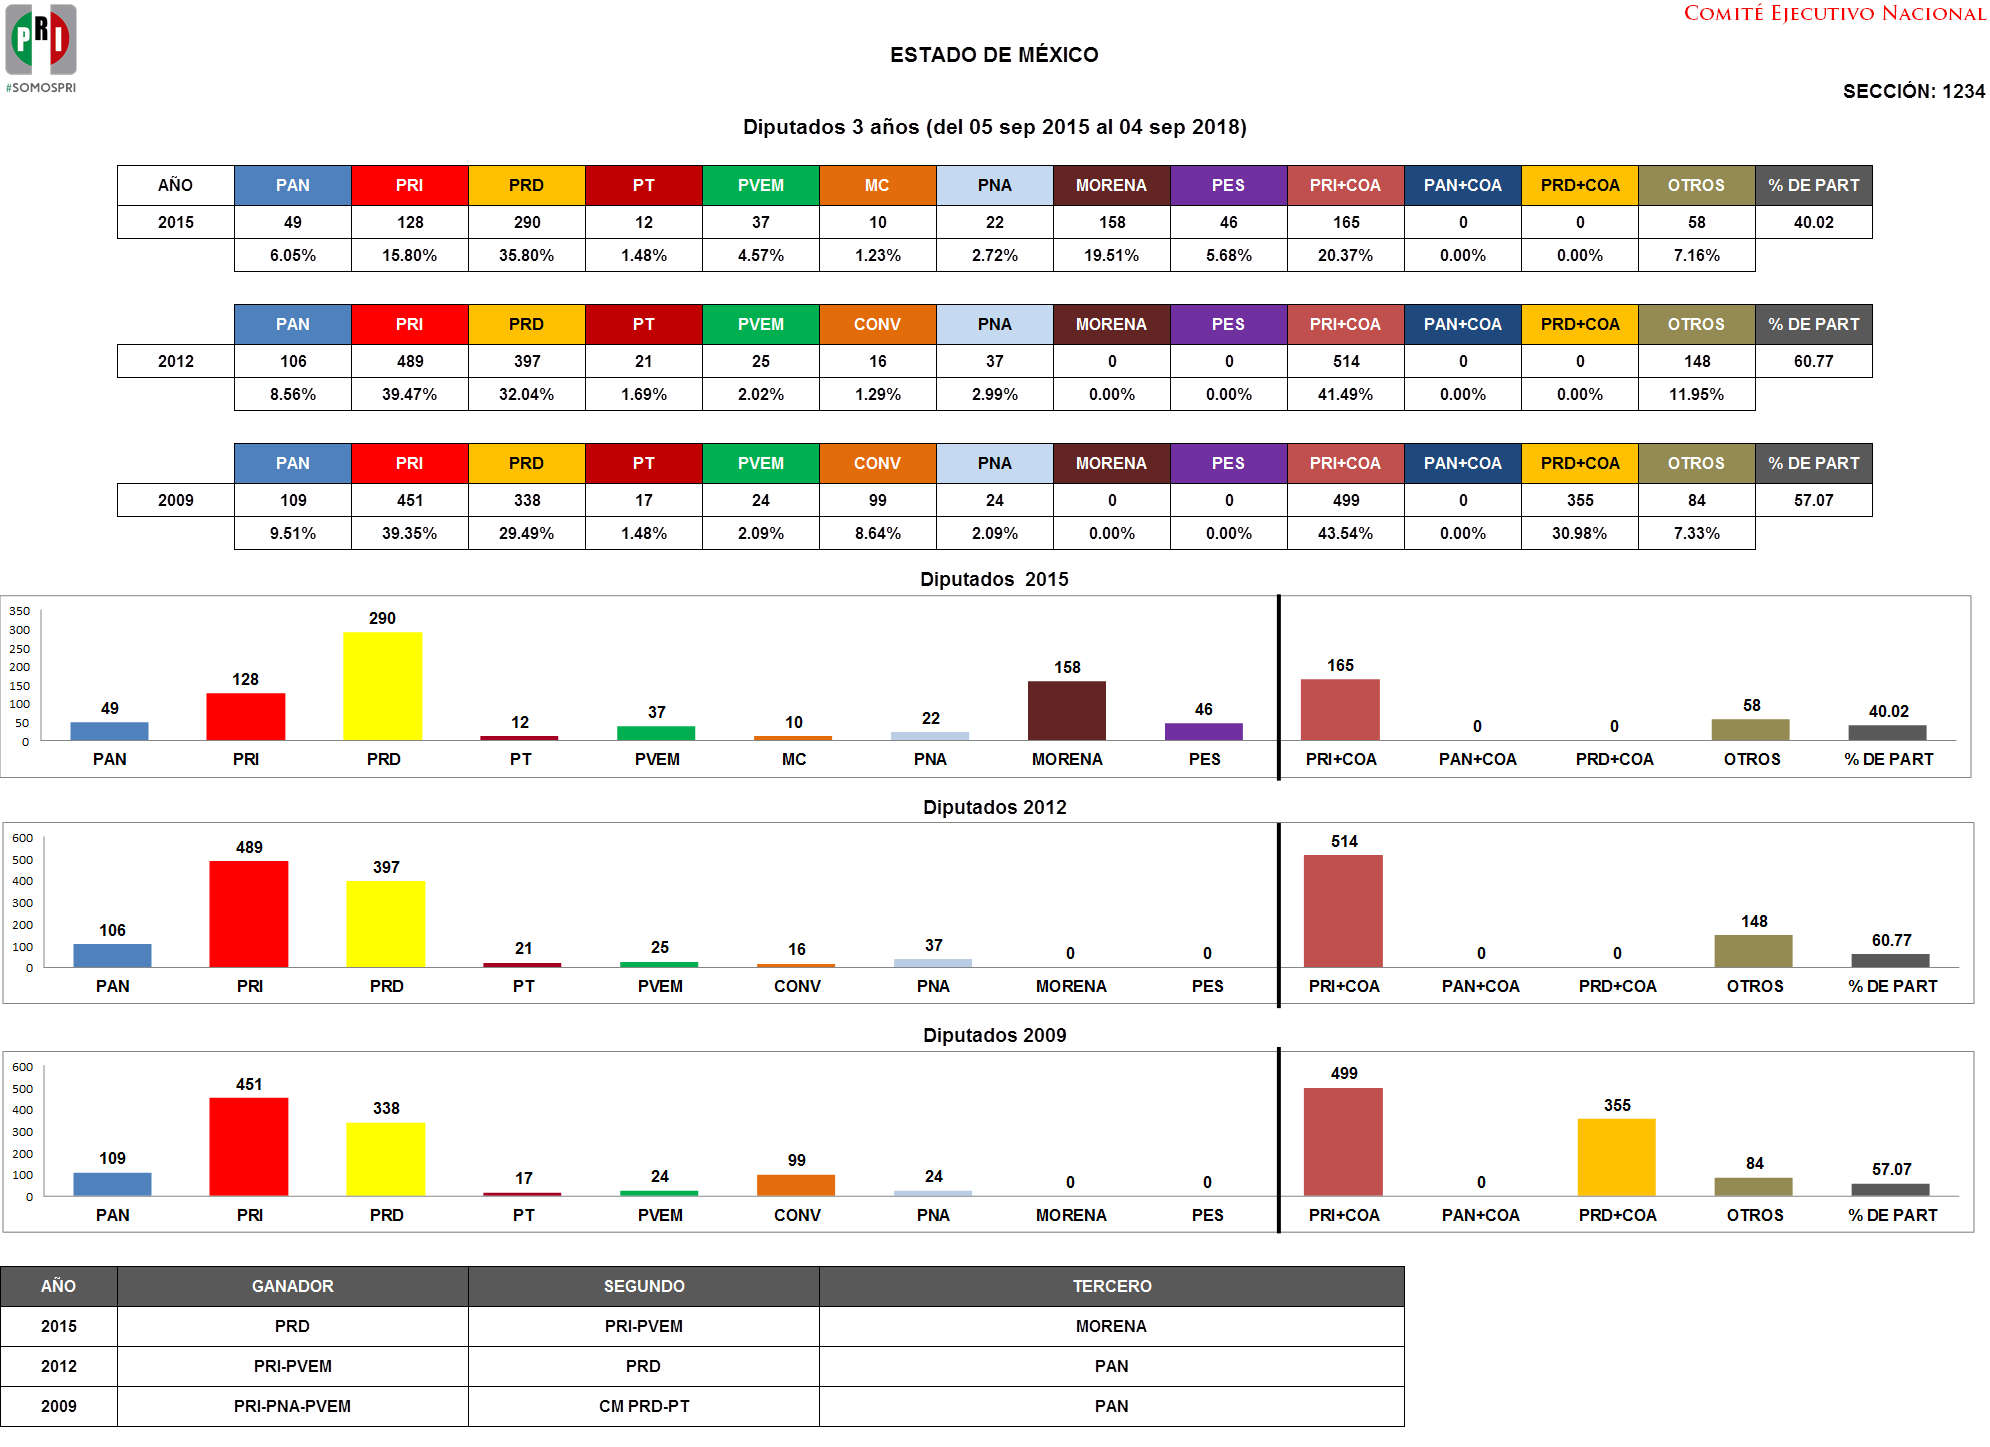 PRI
#SOMOSPRI
COMITÉ EJECUTIVO NACIONAL
ESTADO DE MÉXICO
SECCIÓN: 1234
Diputados 3 años (del 05 sep 2015 al 04 sep 2018)
AÑO PAN PRI PRD PT PVEM MC PNA MORENA PES PRI+COA PAN+COA PRD+COA OTROS % DE PART
2015 49 128 290 12 37 10 22 158 46 165 0 0 58 40.02
6.05% 15.80% 35.80% 1.48% 4.57% 1.23% 2.72% 19.51% 5.68% 20.37% 0.00% 0.00% 7.16%
PAN PRI PRD PT PVEM CONV PNA MORENA PES PRI+COA PAN+COA PRD+COA OTROS % DE PART
2012 106 489 397 21 25 16 37 0 0 514 0 0 148 60.77
8.56% 39.47% 32.04% 1.69% 2.02% 1.29% 2.99% 0.00% 0.00% 41.49% 0.00% 0.00% 11.95%
PAN PRI PRD PT PVEM CONV PNA MORENA PES PRI+COA PAN+COA PRD+COA OTROS % DE PART
2009 109 451 338 17 24 99 24 0 0 499 0 355 84 57.07
9.51% 39.35% 29.49% 1.48% 2.09% 8.64% 2.09% 0.00% 0.00% 43.54% 0.00% 30.98% 7.33%
Diputados 2015
350
300
250
200
150
100
50
0
49 128 290 12 37 10 22 158 46 165 0 0 58 40.02
PAN PRI PRD PT PVEM MC PNA MORENA PES PRI+COA PAN+COA PRD+COA OTROS % DE PART
Diputados 2012
600
500
400
300
200
100
0
106 489 397 21 25 16 37 0 0 514 0 0 148 60.77
PAN PRI PRD PT PVEM CONV PNA MORENA PES PRI+COA PAN+COA PRD+COA OTROS % DE PART
Diputados 2009
600
500
400
300
200
100
0
109 451 338 17 24 99 24 0 0 499 0 355 84 57.07
PAN PRI PRD PT PVEM CONV PNA MORENA PES PRI+COA PAN+COA PRD+COA OTROS % DE PART
AÑO GANADOR SEGUNDO TERCERO
2015 PRD PRI-PVEM MORENA
2012 PRI-PVEM PRD PAN
2009 PRI-PNA-PVEM CM PRD-PT PAN